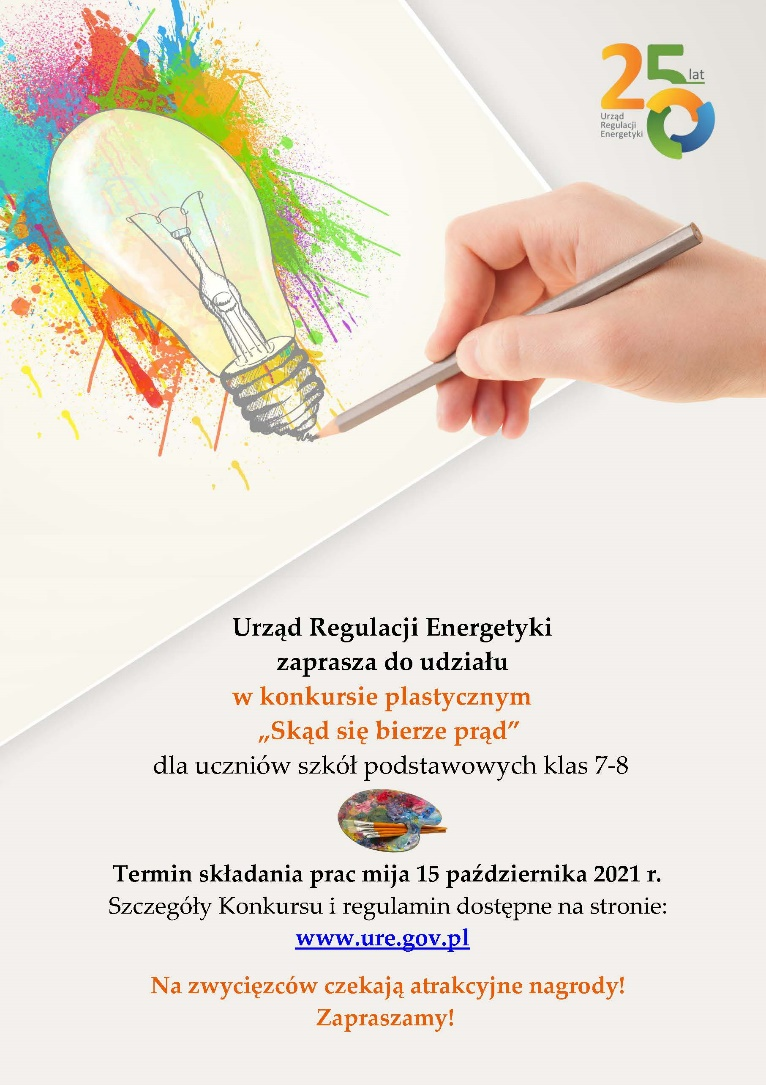 25 lat
Urząd
Regulacji
Energetyki
Urząd Regulacji Energetyki
zaprasza do udziału
w konkursie plastycznym
„Skąd się bierze prąd”
dla uczniów szkół podstawowych klas 7-8
Termin składania prac mija 15 października 2021 r.
Szczegóły Konkursu i regulamin dostępne na stronie:
www.ure.gov.pl
Na zwycięzców czekają atrakcyjne nagrody!
Zapraszamy!